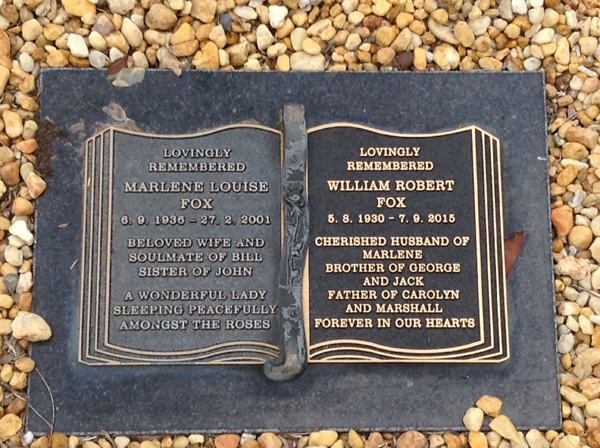 LOVINGLY
REMEMBERED
MARLENE LOUISE
FOX
6. 9. 1936 - 27. 2. 2001
BELOVED WIFE AND
SOULMATE OF BILL
SISTER OF JOHN
A WONDERFUL LADY
SLEEPING PEACEFULLY
AMONGST THE ROSES
LOVINGLY
REMEMBERED
WILLIAM ROBERT
FOX
5. 8. 1930 - 7. 9. 2015
CHERISHED HUSBAND OF
MARLENE
BROTHER OF GEORGE
AND JACK
FATHER OF CAROLYN
AND MARSHALL
FOREVER IN OUR HEARTS